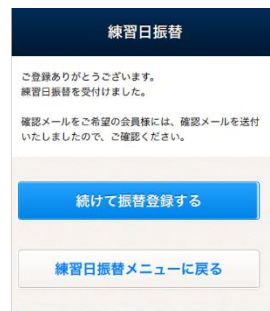 練習日振替
ご登録ありがとうございます。
練習日振替を受付けました。
確認メールをご希望の会員様には、確認メールを送付
いたしましたので、ご確認ください。
続けて振替登録する
練習日振替メニューに戻る